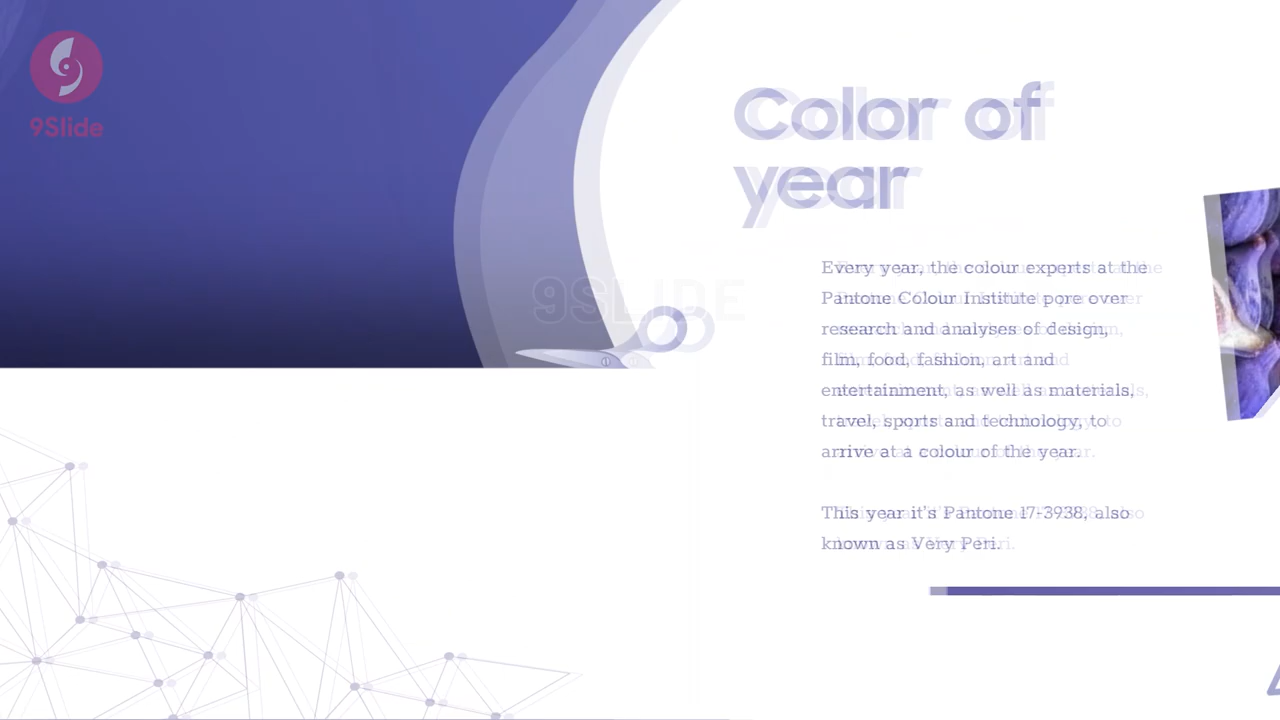 9Slide
Color of
year
9SLIDE
Every year, the colour experts at the
Pantone Colour Institute pore over
research and analyses of design,
film, food, fashion, art and
entertainment, as well as materials,
travel, sports and technology, to
arrive at a colour of the year.
This year it's Pantone 17-3938, also
known as Very Peri.